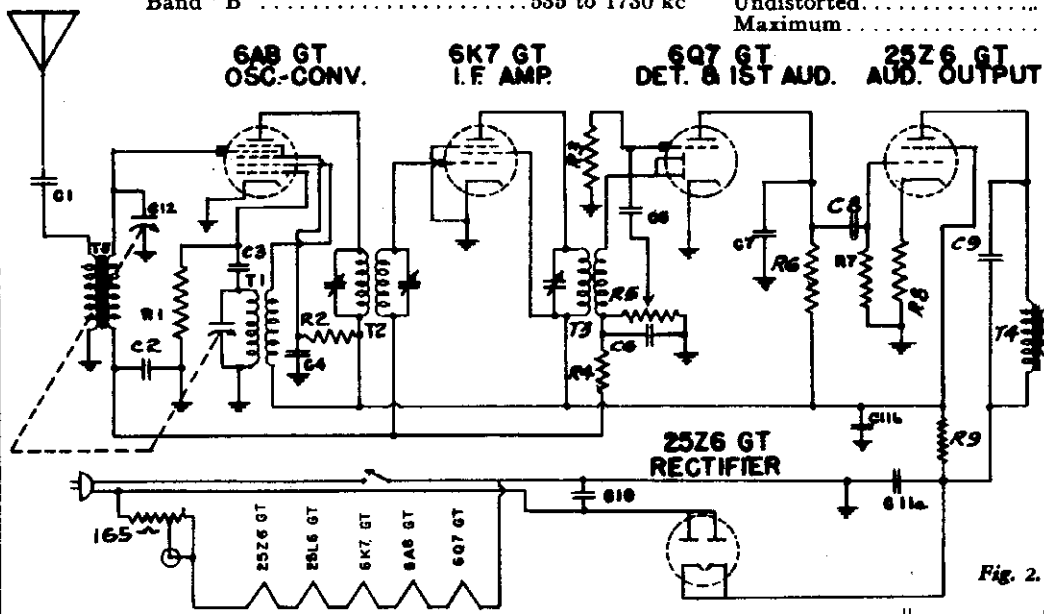 Band "B" ..............................535 to 1730 kc
Undistorted..............
Maximum..............
6A8 GT
OSC.-CONV.
6K7 GT
I.F. AMP.
6Q7 GT
DET. & IST AUD.
25Z6 GT
AUD. OUTPUT
C1
C12
T5
R1
C2
C3
T1
R2
C4
T2
R3
C5
T3
R5
C6
R4
C7
R6
C8
R7
R8
C9
T4
C11b
R9
25Z6 GT
RECTIFIER
C10
C11a
165
25Z6 GT
25L6 GT
6K7 GT
6A8 GT
6Q7 GT
Fig. 2.